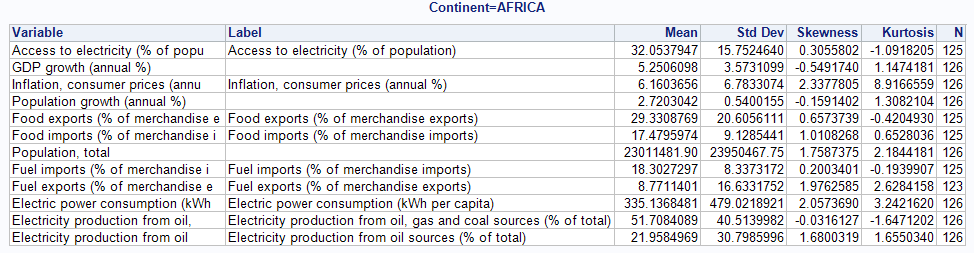 Continent=AFRICA
Variable Label Mean Std Dev Skewness Kurtosis N
Access to electricity (% of popu Access to electricity (% of population) 32.0537947 15.7524640 0.3055802 -1.0918205 125
GDP growth (annual %) 5.2506098 3.5731099 -0.5491740 1.1474181 126
Inflation, consumer prices (annu Inflation, consumer prices (annual %) 6.1603656 6.7833074 2.3377805 8.9166559 126
Population growth (annual %) 2.7203042 0.5400155 -0.1591402 1.3082104 126
Food exports (% of merchandise e Food exports (% of merchandise exports) 29.3308769 20.6056111 0.6573739 -0.4204930 125
Food imports (% of merchandise i Food imports (% of merchandise imports) 17.4795974 9.1285441 1.0108268 0.6528036 125
Population, total 23011481.90 23950467.75 1.7587375 2.1844181 126
Fuel imports (% of merchandise i Fuel imports (% of merchandise imports) 18.3027297 8.3373172 0.2003401 -0.1939907 125
Fuel exports (% of merchandise e Fuel exports (% of merchandise exports) 8.7711401 16.6331752 1.9762585 2.6284158 123
Electric power consumption (kWh Electric power consumption (kWh per capita) 335.1368481 479.0218921 2.0573690 3.2421620 126
Electricity production from oil, Electricity production from oil, gas and coal sources (% of total) 51.7084089 40.5139982 -0.0316127 -1.6471202 126
Electricity production from oil Electricity production from oil sources (% of total) 21.9584969 30.7985996 1.6800319 1.6550340 126